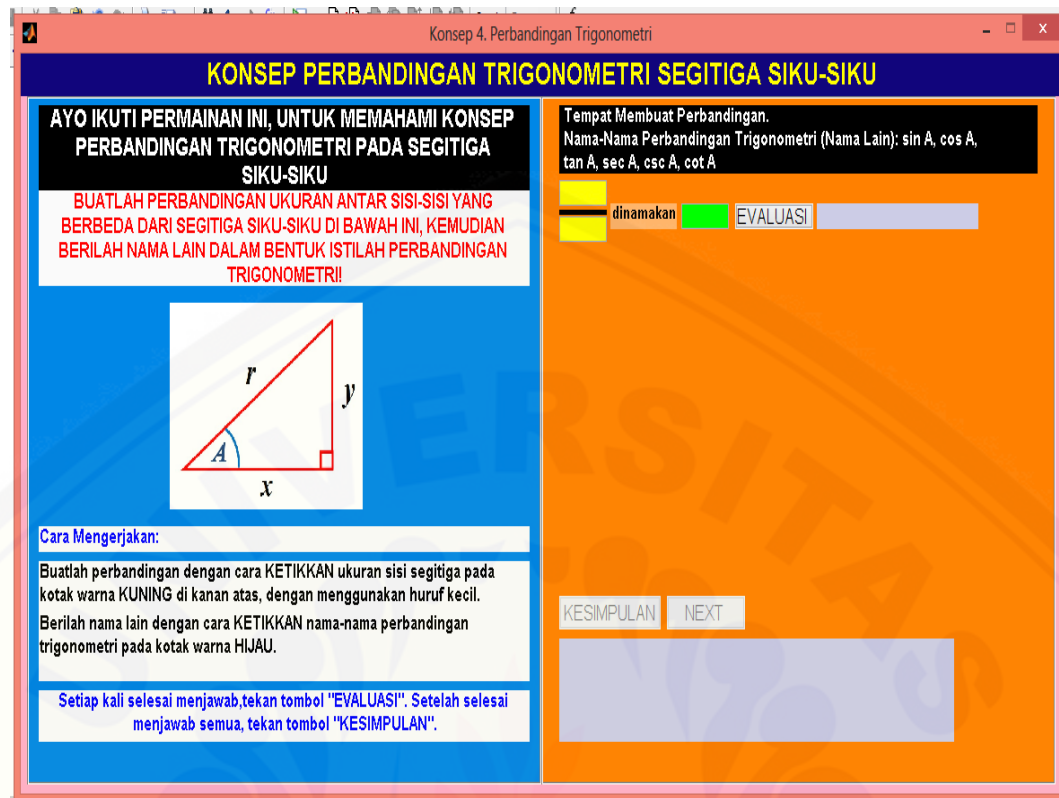 Konsep 4. Perbandingan Trigonometri
KONSEP PERBANDINGAN TRIGONOMETRI SEGITIGA SIKU-SIKU
AYO IKUTI PERMAINAN INI, UNTUK MEMAHAMI KONSEP
PERBANDINGAN TRIGONOMETRI PADA SEGITIGA
SIKU-SIKU
BUATLAH PERBANDINGAN UKURAN ANTAR SISI-SISI YANG
BERBEDA DARI SEGITIGA SIKU-SIKU DI BAWAH INI, KEMUDIAN
BERILAH NAMA LAIN DALAM BENTUK ISTILAH PERBANDINGAN
TRIGONOMETRI!
r
y
A
x
Cara Mengerjakan:
Buatlah perbandingan dengan cara KETIKKAN ukuran sisi segitiga pada
kotak warna KUNING di kanan atas, dengan menggunakan huruf kecil.
Berilah nama lain dengan cara KETIKKAN nama-nama perbandingan
trigonometri pada kotak warna HIJAU.
Setiap kali selesai menjawab,tekan tombol "EVALUASI". Setelah selesai
menjawab semua, tekan tombol "KESIMPULAN".
Tempat Membuat Perbandingan.
Nama-Nama Perbandingan Trigonometri (Nama Lain): sin A, cos A,
tan A, sec A, csc A, cot A
dinamakan
EVALUASI
KESIMPULAN
NEXT
UNIVERSITAS